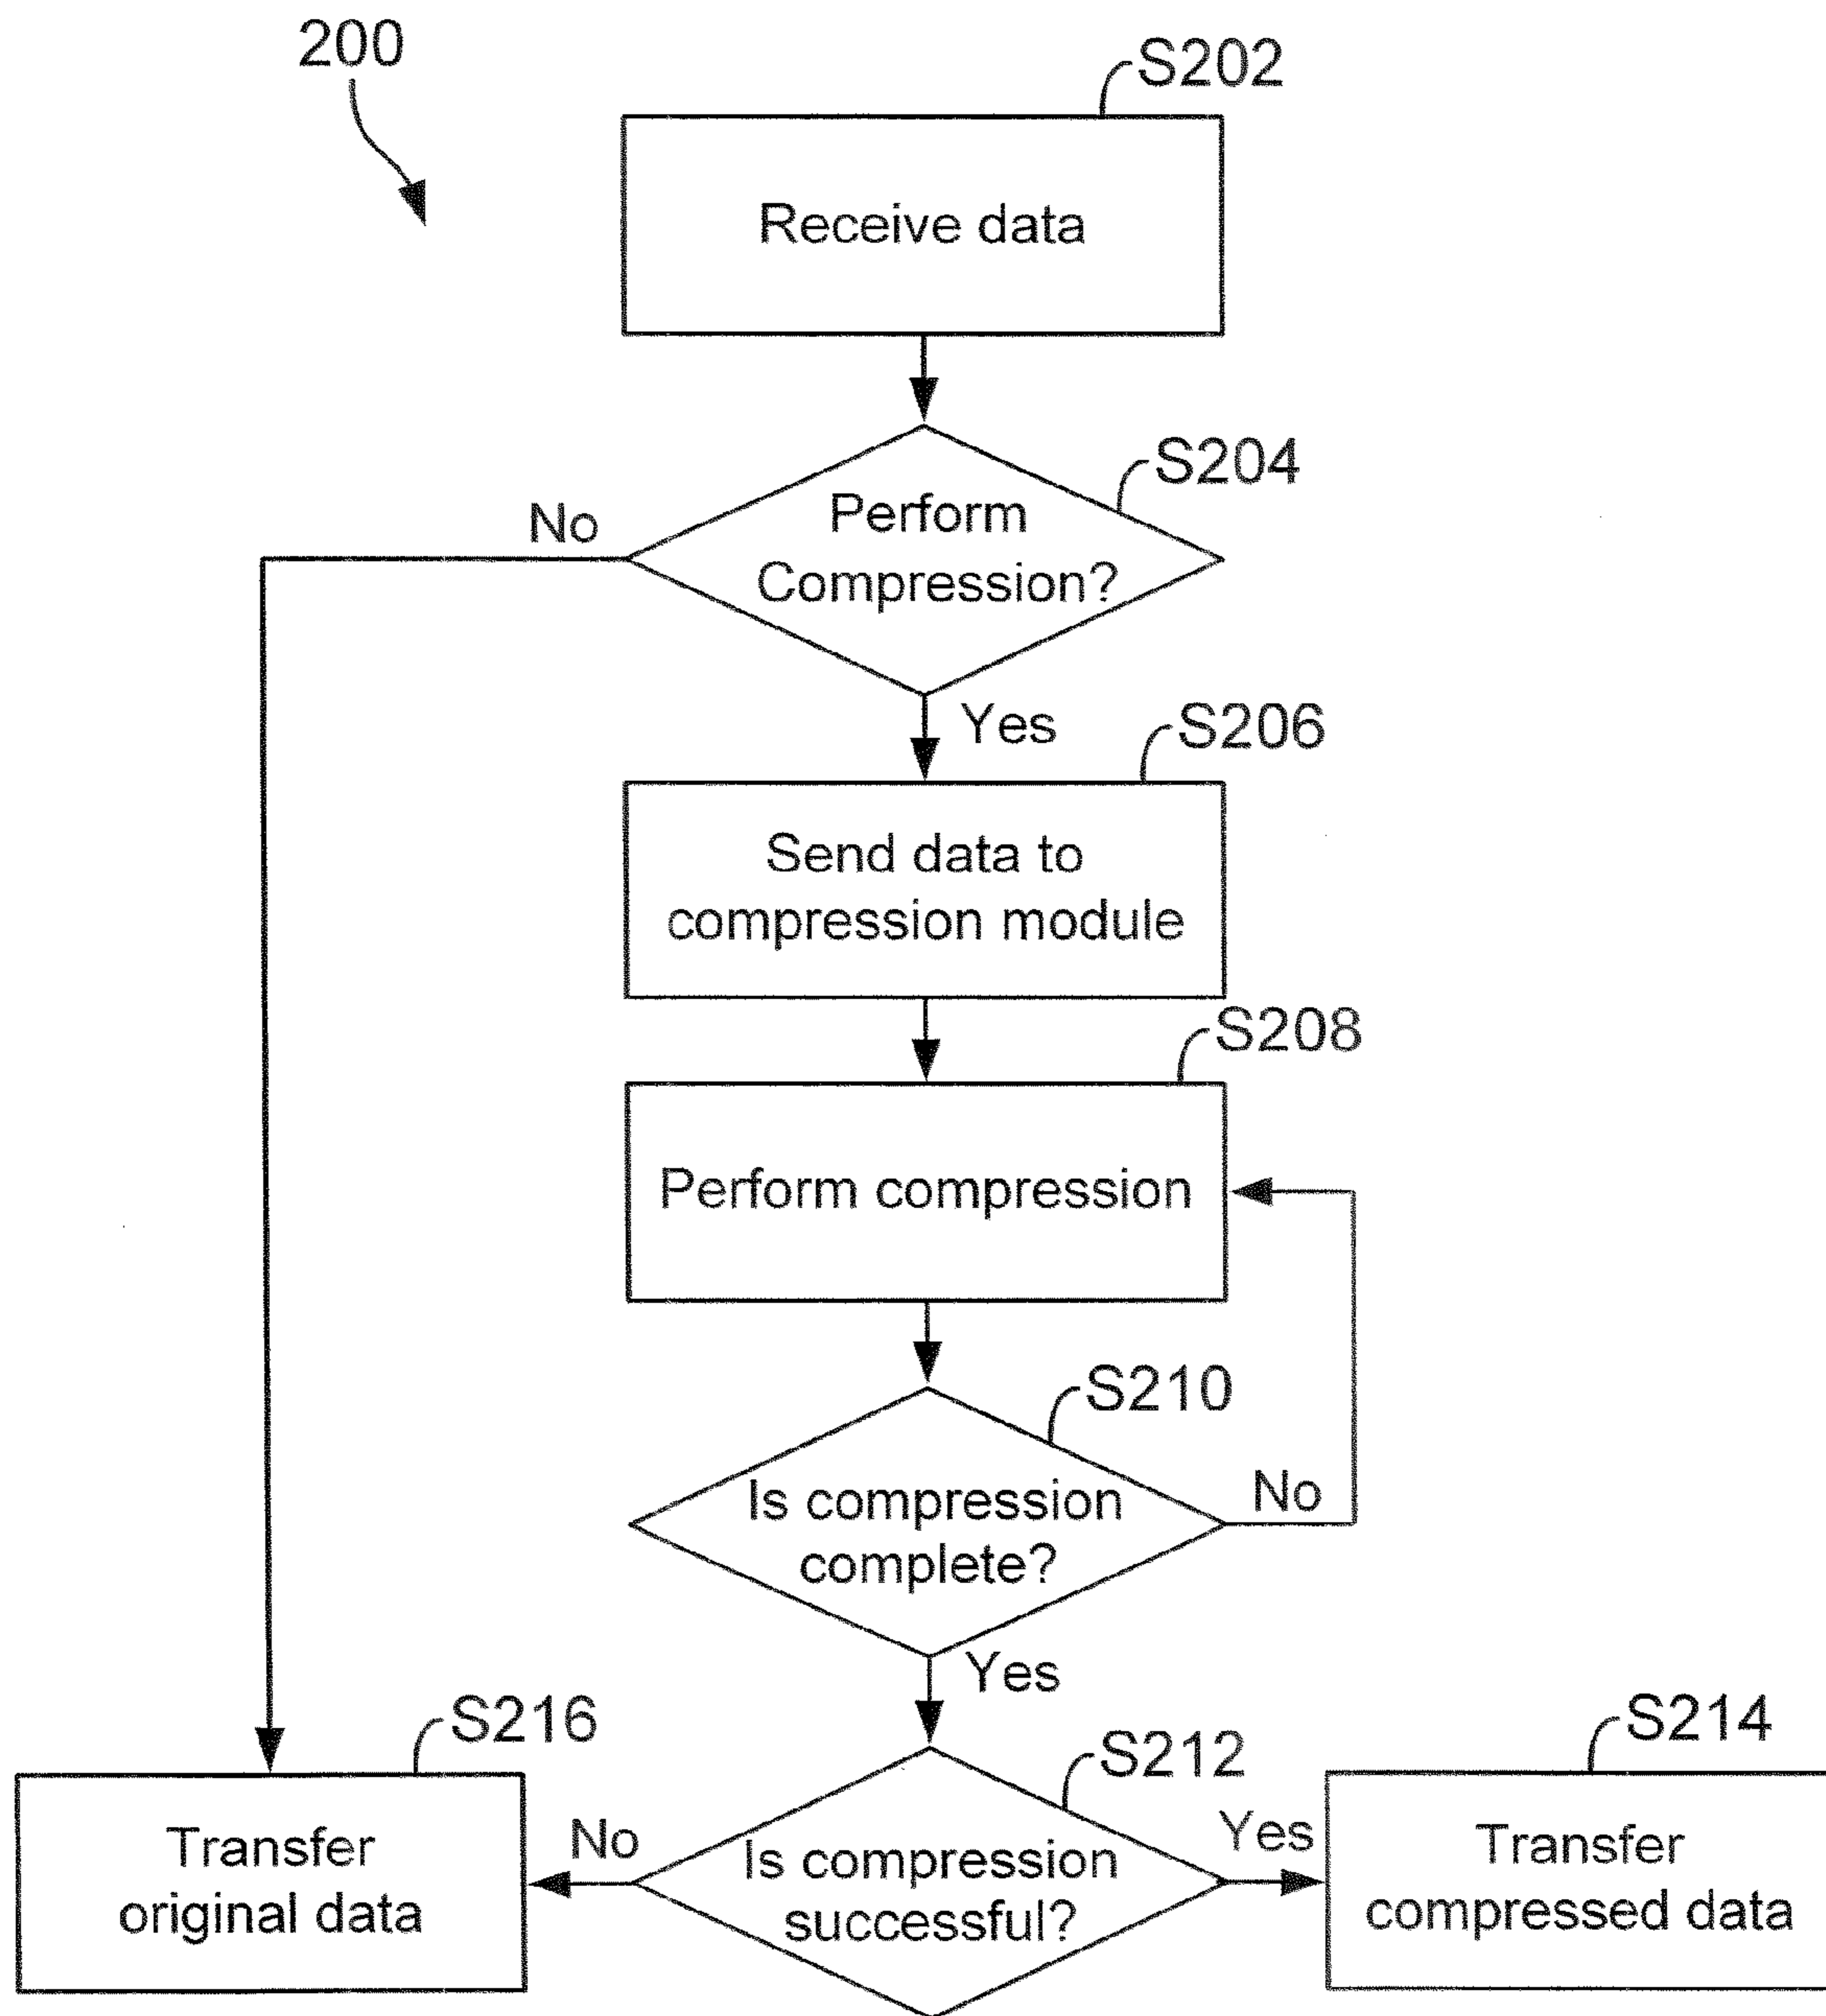 200
S202
Receive data
S204
No
Perform
Compression?
Yes
S206
Send data to
compression module
S208
Perform compression
S210
Is compression
complete?
No
Yes
S216
S212
S214
Transfer
original data
No
Is compression
successful?
Yes
Transfer
compressed data